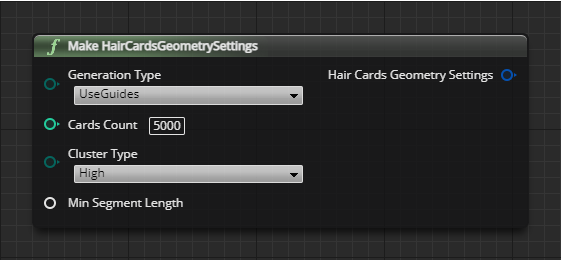 Make HairCardsGeometrySettings
Generation Type
Hair Cards Geometry Settings
UseGuides
Cards Count 5000
Cluster Type
High
Min Segment Length